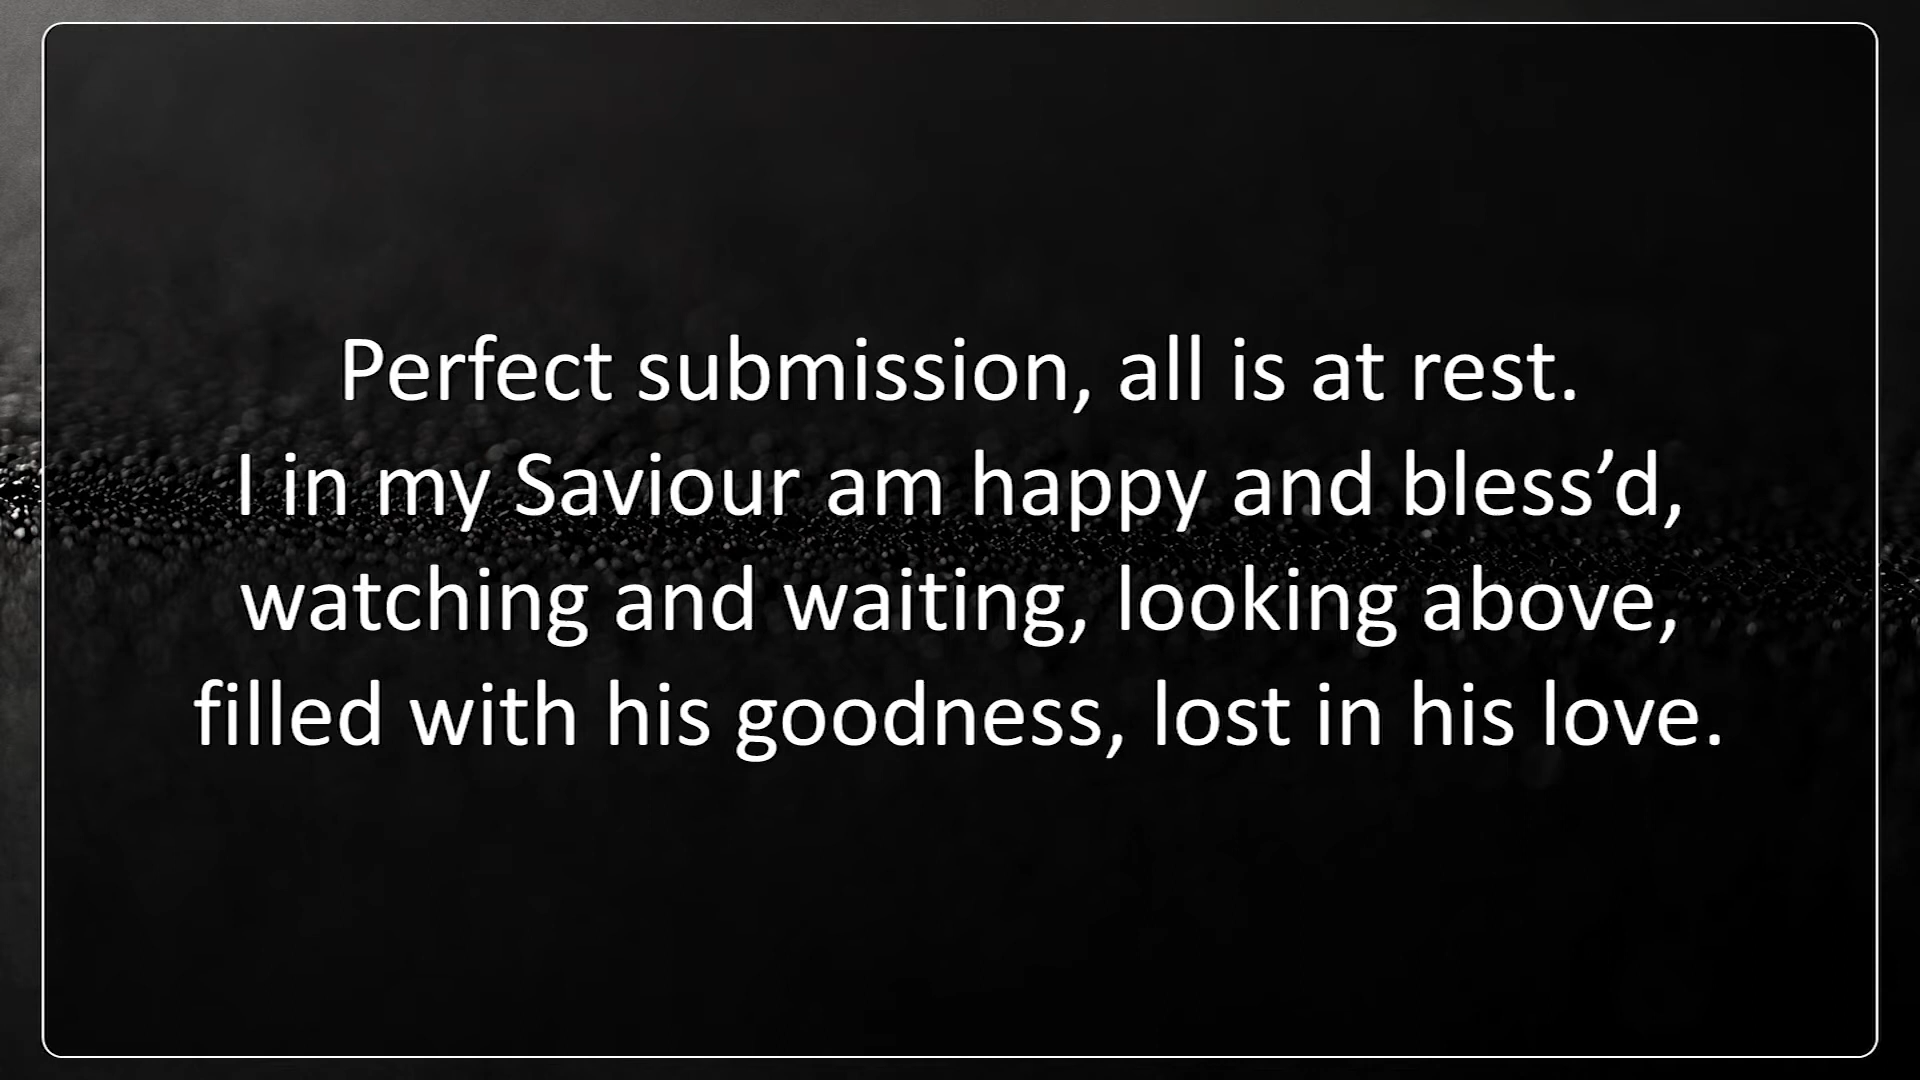 Perfect submission, all is at rest.
I in my Saviour am happy and bless’d,
watching and waiting, looking above,
filled with his goodness, lost in his love.